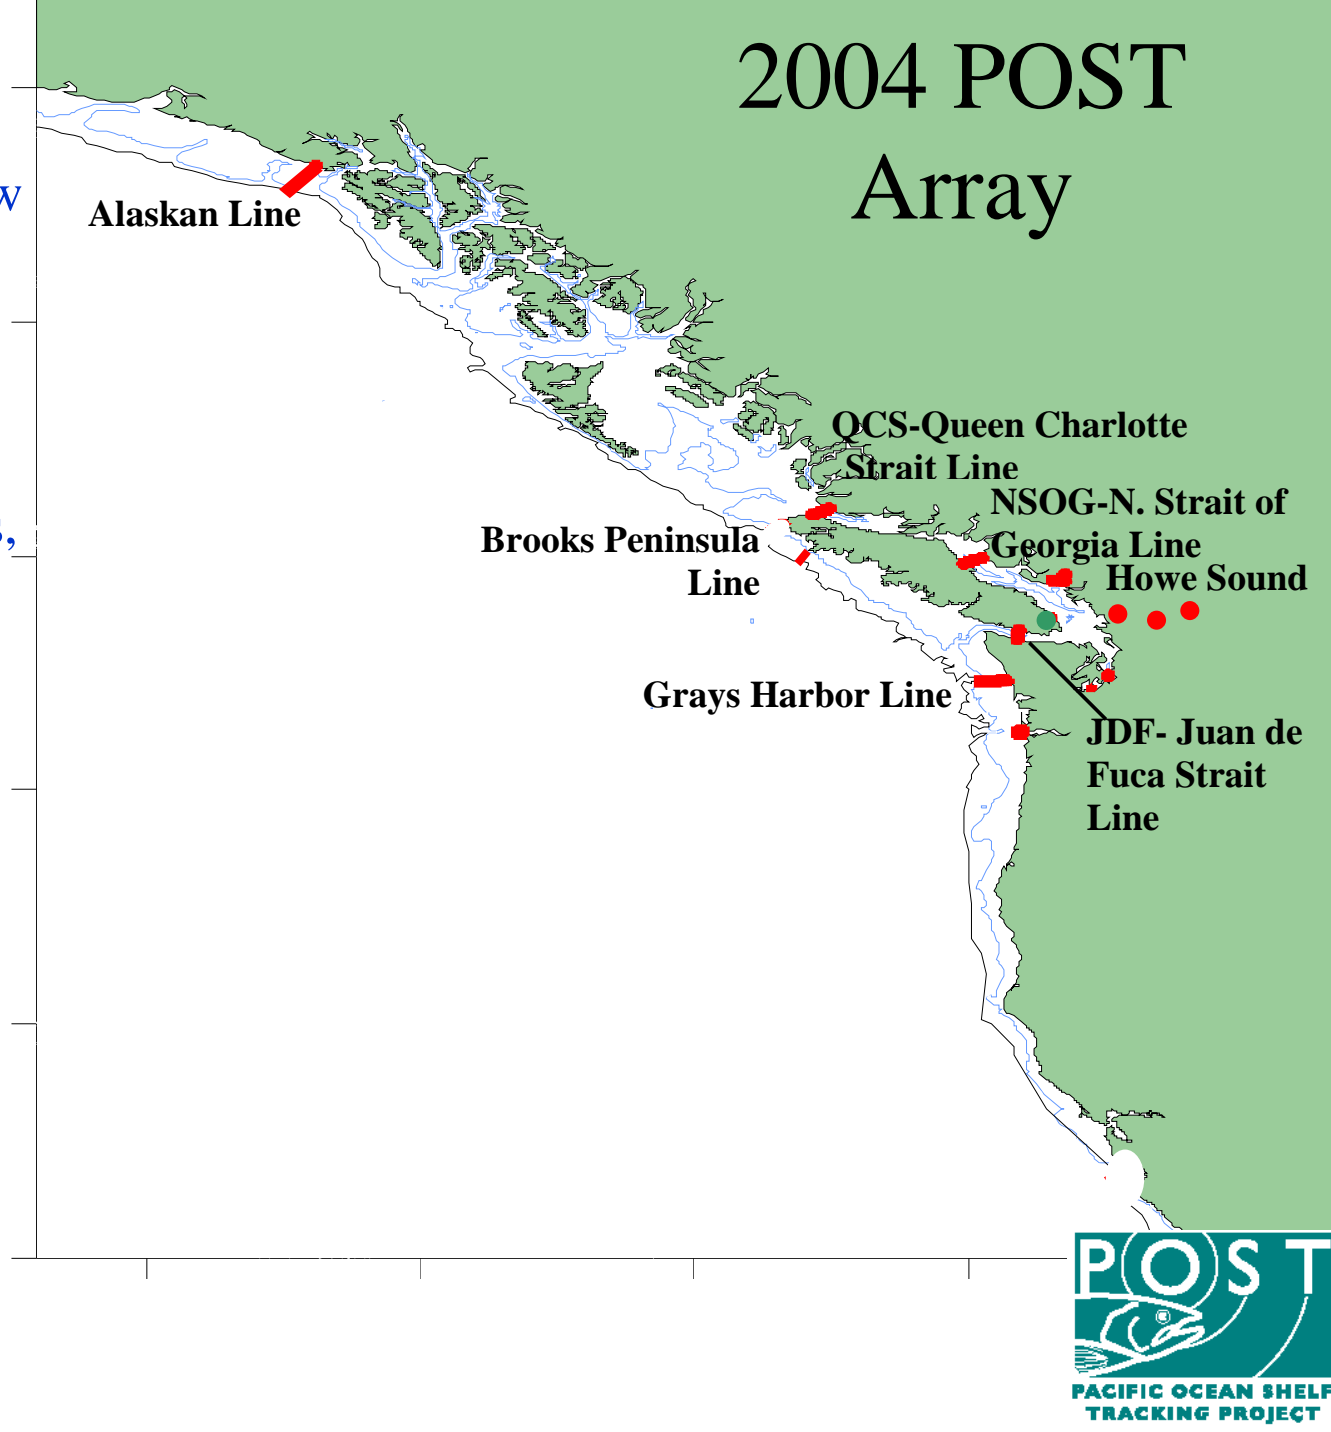 2004 POST
Array
w
Alaskan Line
QCS-Queen Charlotte
Strait Line
NSOG-N. Strait of
Georgia Line
Brooks Peninsula
Line
Howe Sound
Grays Harbor Line
JDF- Juan de
Fuca Strait
Line
POST
PACIFIC OCEAN SHELF
TRACKING PROJECT